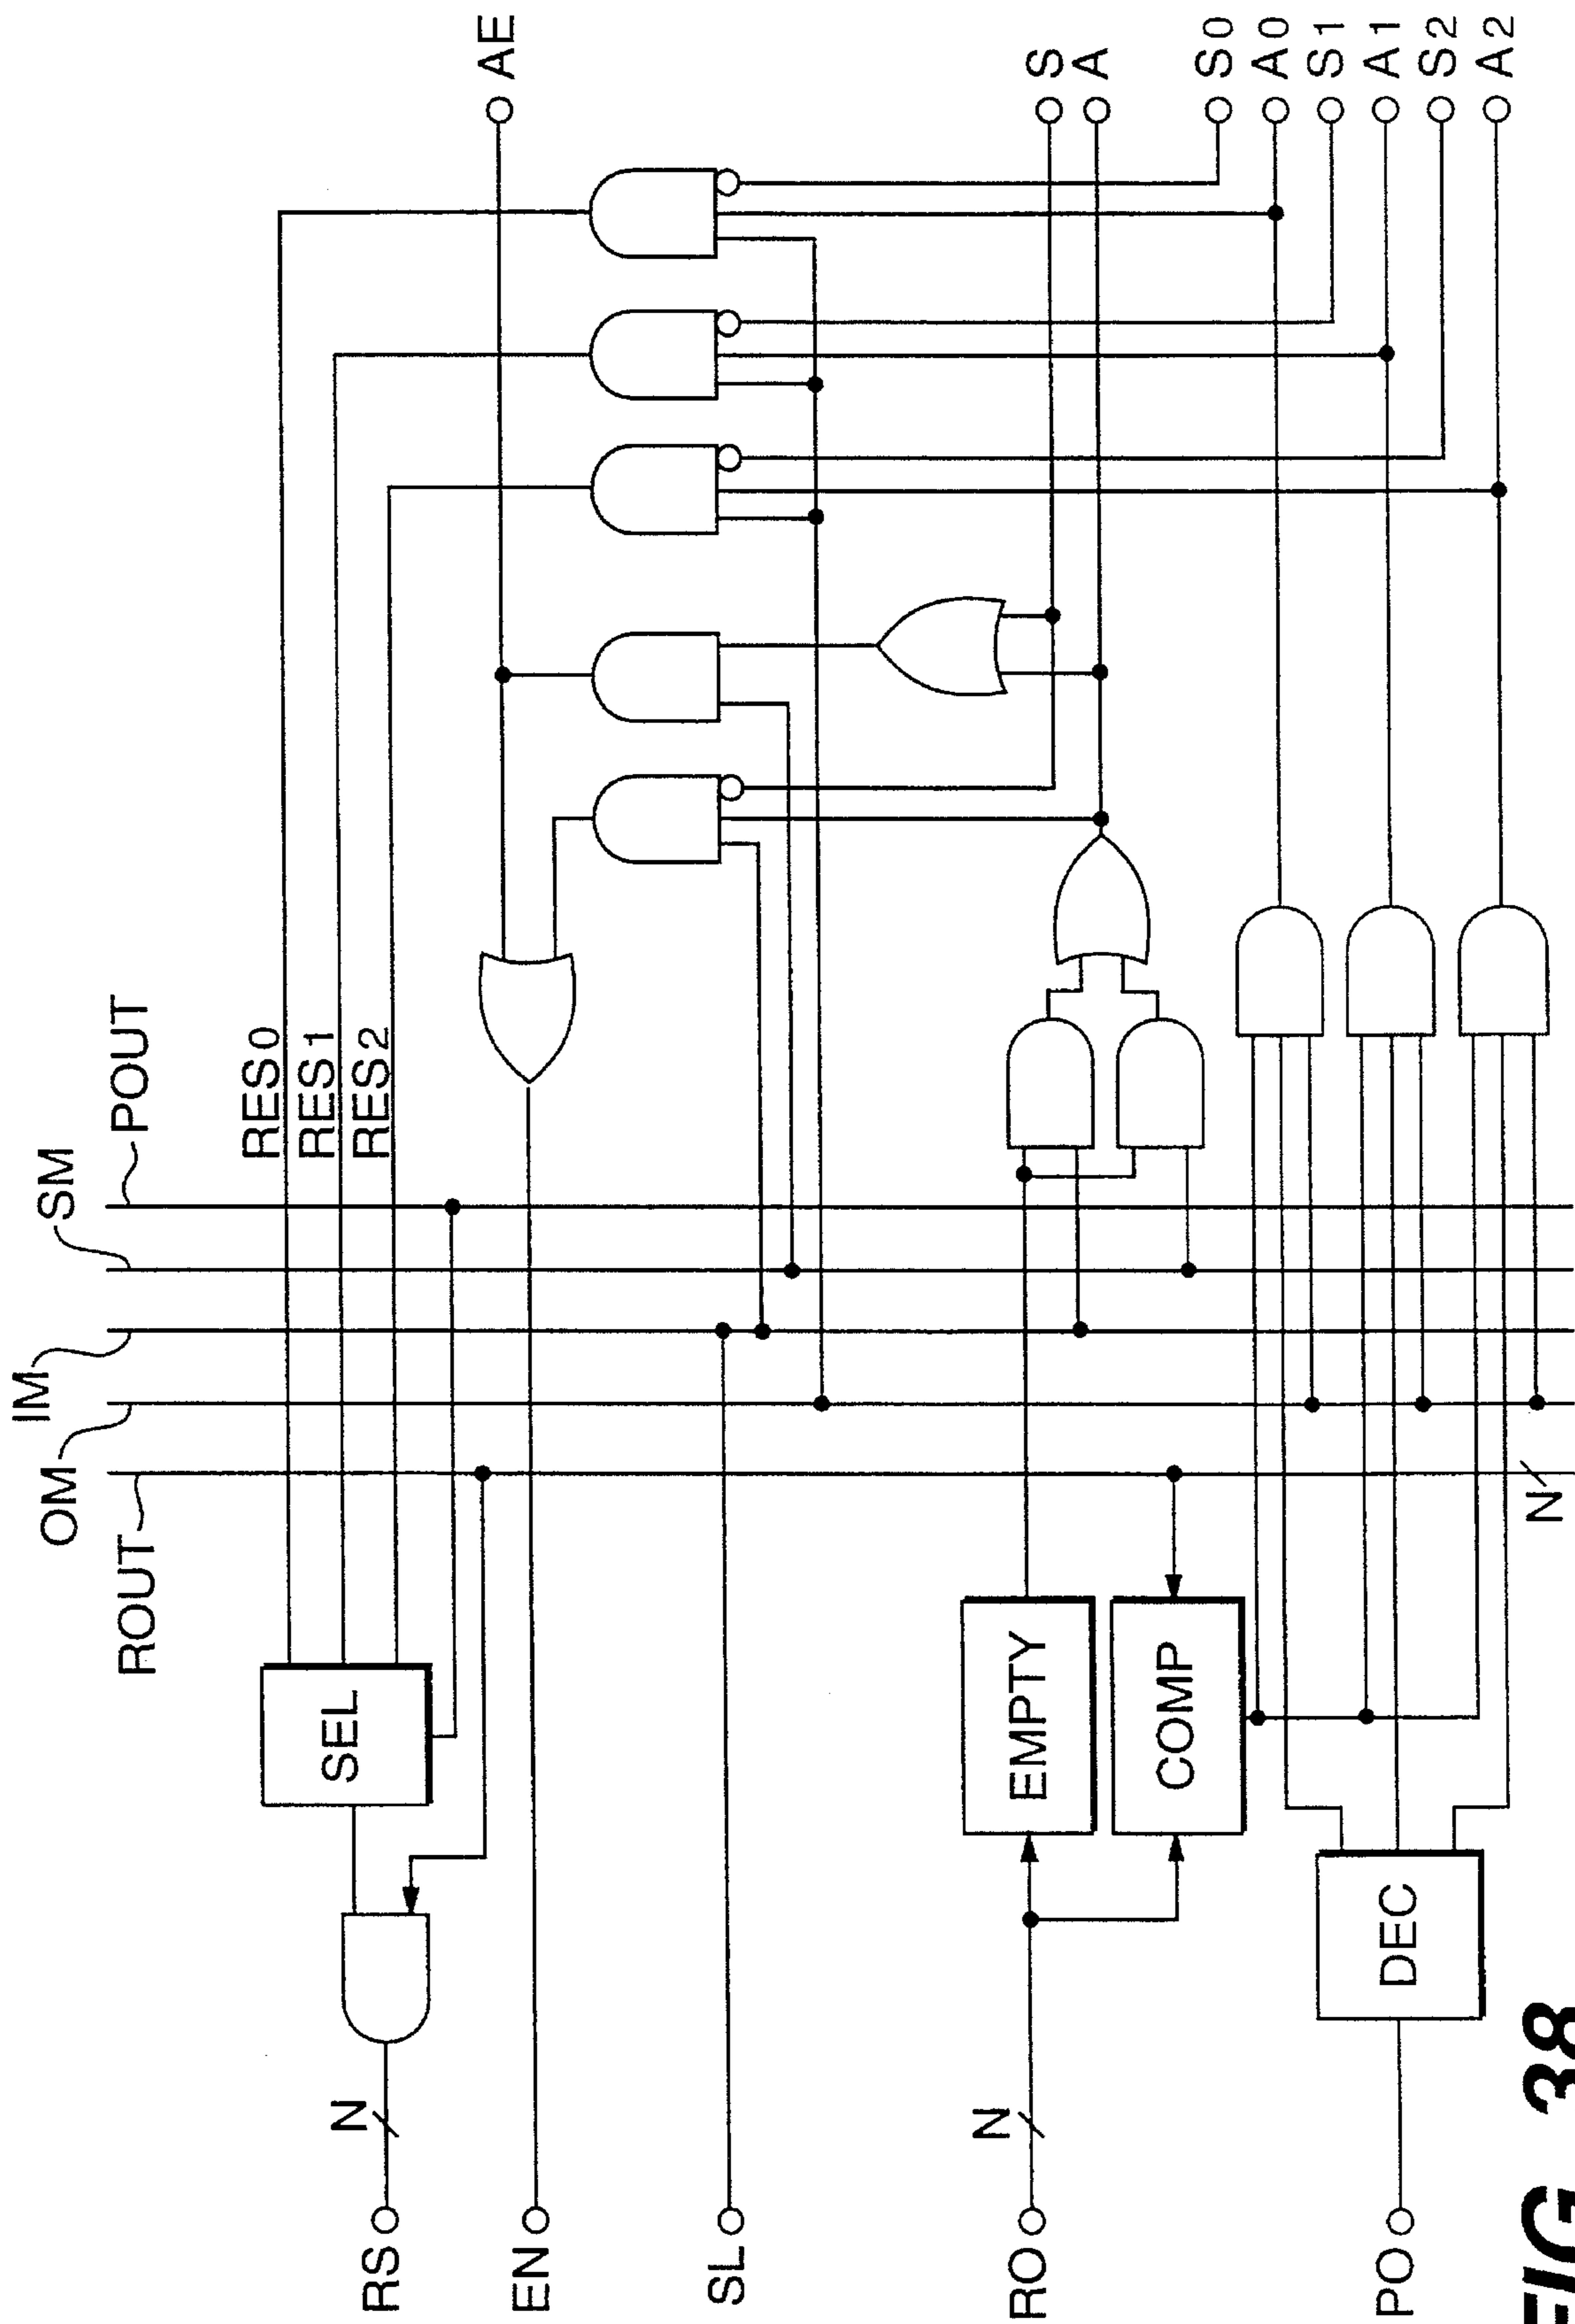 AE
S
A
S0
A0
S1
A1
S2
A2
RES0
RES1
RES2
POUT
SM
IM
OM
ROUT
N
SEL
EMPTY
COMP
DEC
N
N
RS
EN
SL
RO
PO
FIG 38